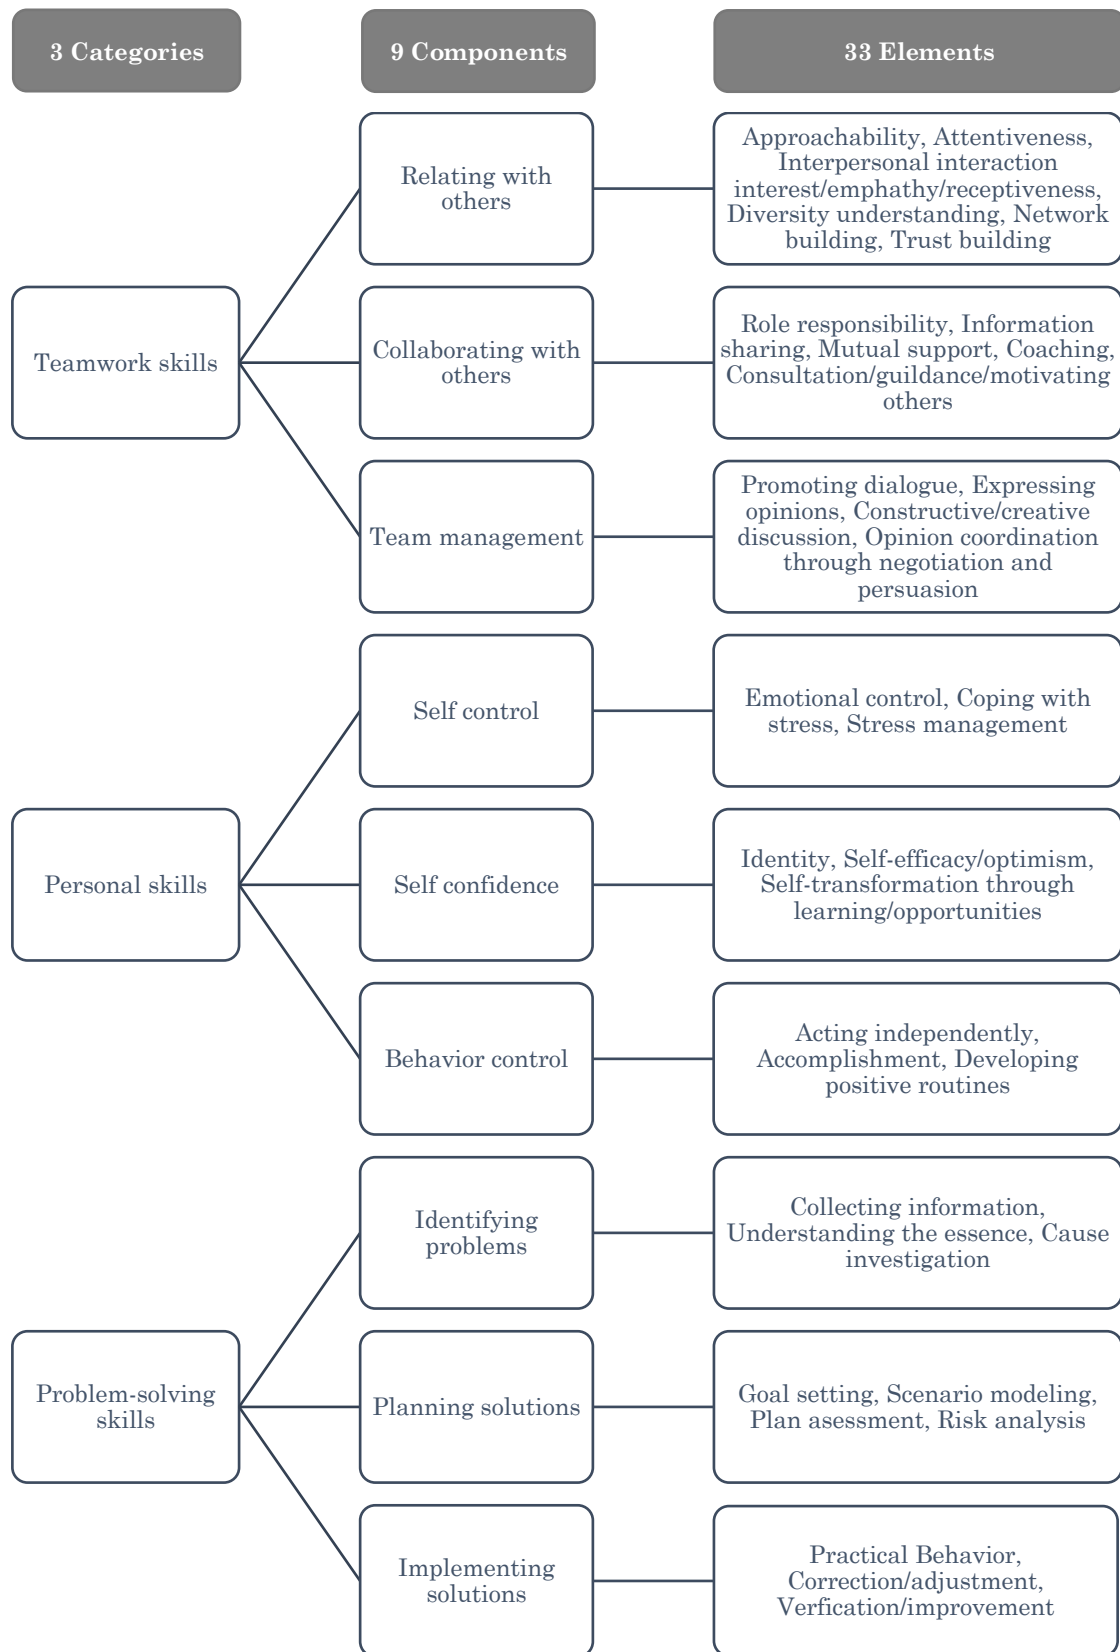 3 Categories
9 Components
33 Elements
Teamwork skills
Relating with
others
Approachability, Attentiveness,
Interpersonal interaction
interest/emphathy/receptiveness,
Diversity understanding, Network
building, Trust building
Collaborating with
others
Role responsibility, Information
sharing, Mutual support, Coaching,
Consultation/guildance/motivating
others
Team management
Promoting dialogue, Expressing
opinions, Constructive/creative
discussion, Opinion coordination
through negotiation and
persuasion
Personal skills
Self control
Emotional control, Coping with
stress, Stress management
Self confidence
Identity, Self-efficacy/optimism,
Self-transformation through
learning/opportunities
Behavior control
Acting independently,
Accomplishment, Developing
positive routines
Problem-solving
skills
Identifying
problems
Collecting information,
Understanding the essence, Cause
investigation
Planning solutions
Goal setting, Scenario modeling,
Plan asessment, Risk analysis
Implementing
solutions
Practical Behavior,
Correction/adjustment,
Verfication/improvement